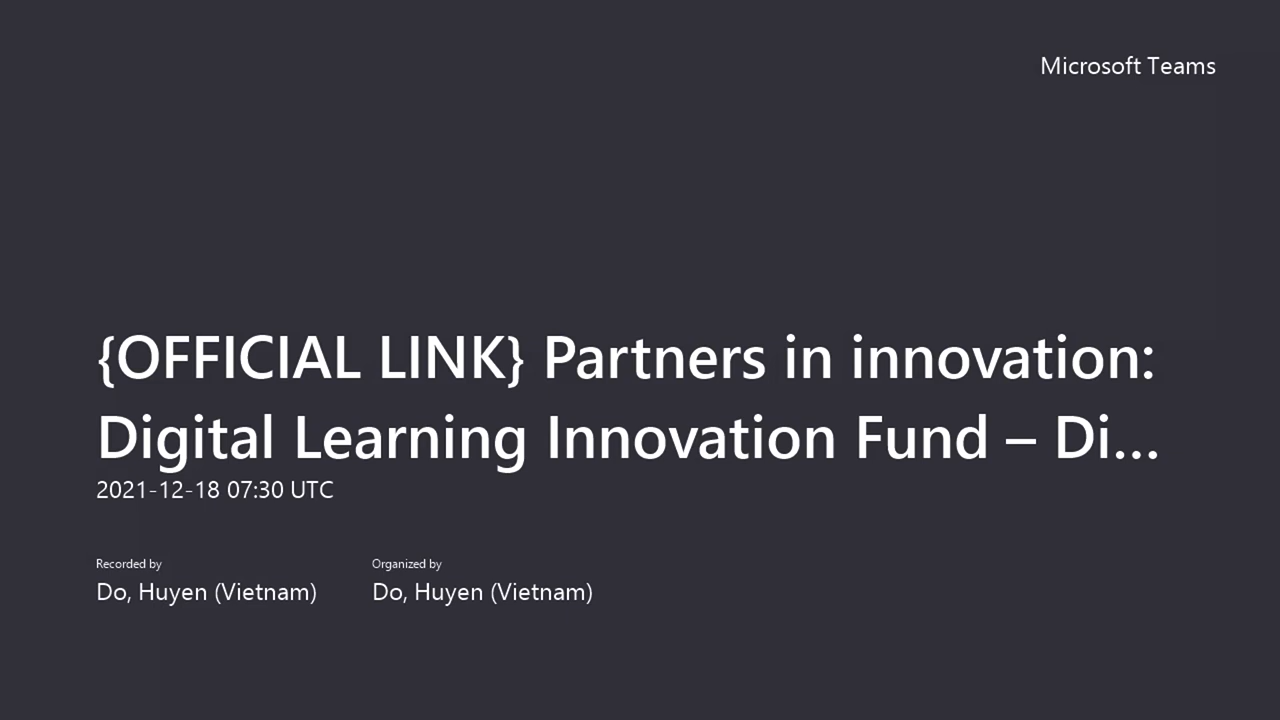 Microsoft Teams
{OFFICIAL LINK} Partners in innovation:
Digital Learning Innovation Fund – Di...
2021-12-18 07:30 UTC
Recorded by
Organized by
Do, Huyen (Vietnam)
Do, Huyen (Vietnam)